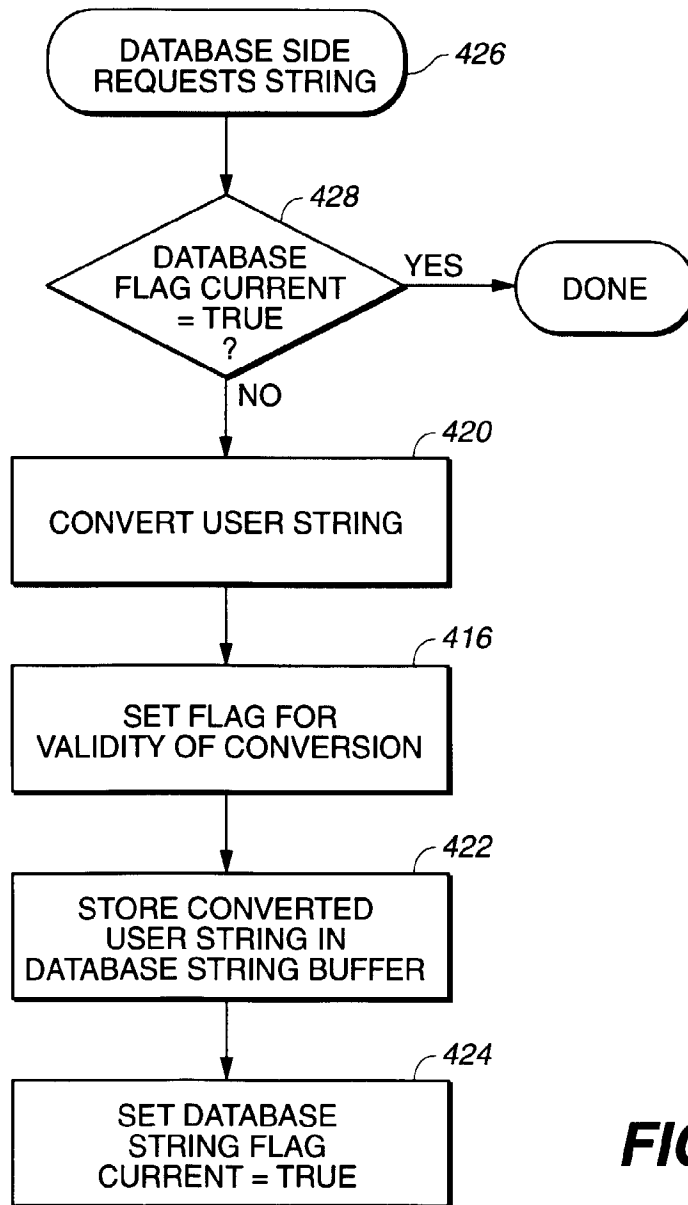 DATABASE SIDE
REQUESTS STRING
426
428
DATABASE
FLAG CURRENT
= TRUE
?
YES
DONE
NO
420
CONVERT USER STRING
416
SET FLAG FOR
VALIDITY OF CONVERSION
422
STORE CONVERTED
USER STRING IN
DATABASE STRING BUFFER
424
SET DATABASE
STRING FLAG
CURRENT = TRUE